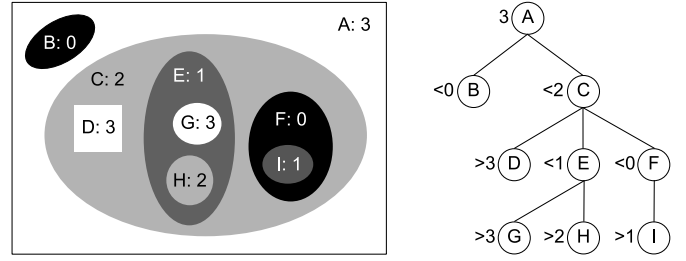 A: 3
B: 0
C: 2
E: 1
D: 3
G: 3
F: 0
I: 1
H: 2
3 A
<0 B
<2 C
>3 D
<1 E
<0 F
>3 G
>2 H
>1 I